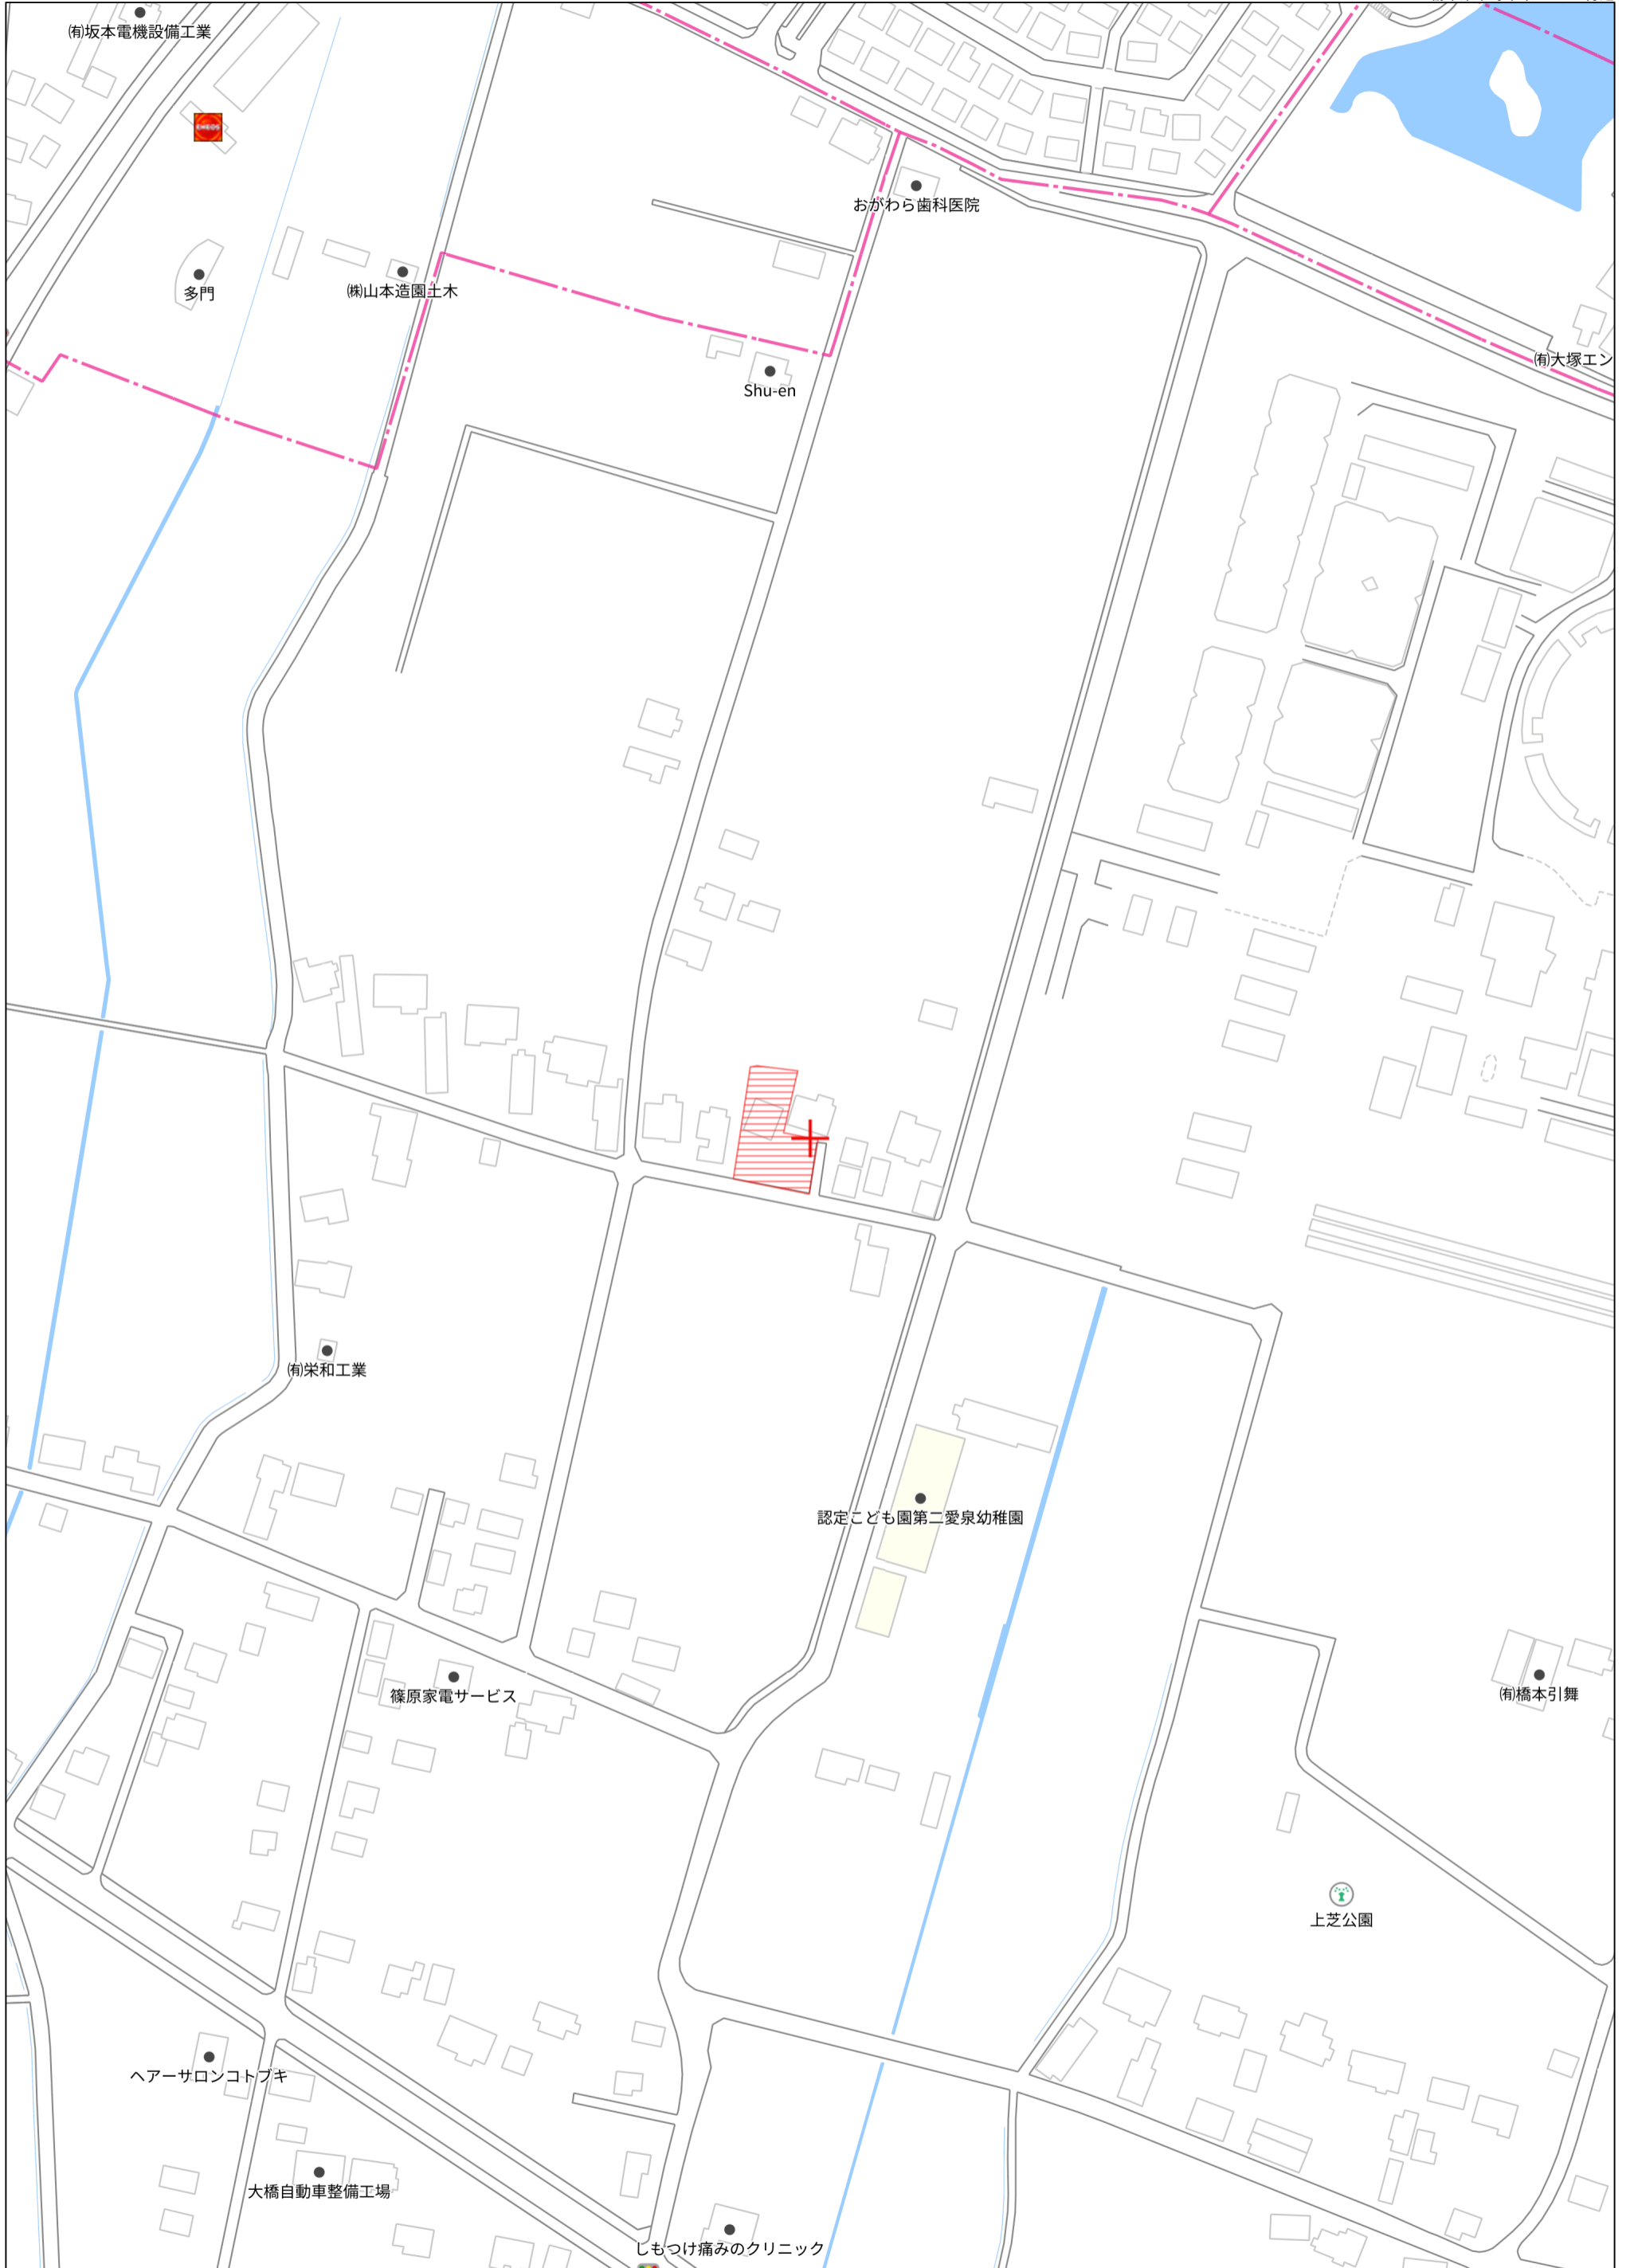 ㈲坂本電機設備工業
ENEOS
おがわら歯科医院
多門
㈱山本造園土木
㈲大塚エン
Shu-en
㈲栄和工業
認定こども園第二愛泉幼稚園
篠原家電サービス
㈲橋本引舞
上芝公園
ヘアーサロンコトブキ
大橋自動車整備工場
しもつけ痛みのクリニック